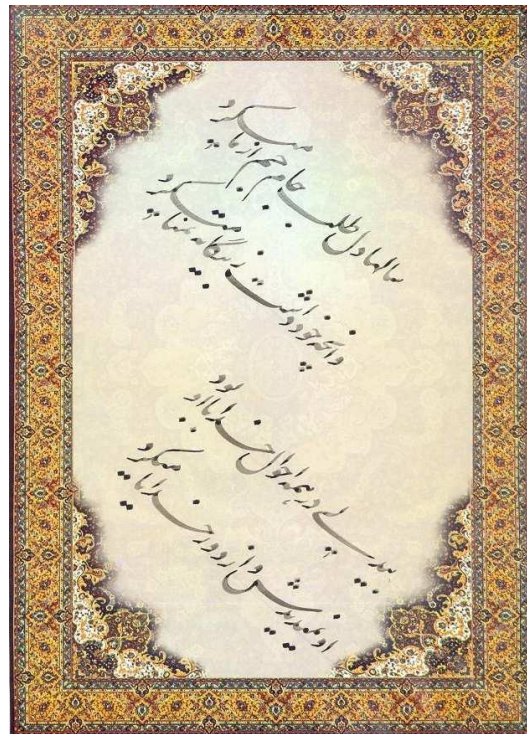 سالها دل طلب جام جم از ما میکرد
وانچه خود داشت ز بیگانه تمنا میکرد
بیدلی در همه احوال خدا با او بود
او نمیدیدش و از دور خدایا میکرد